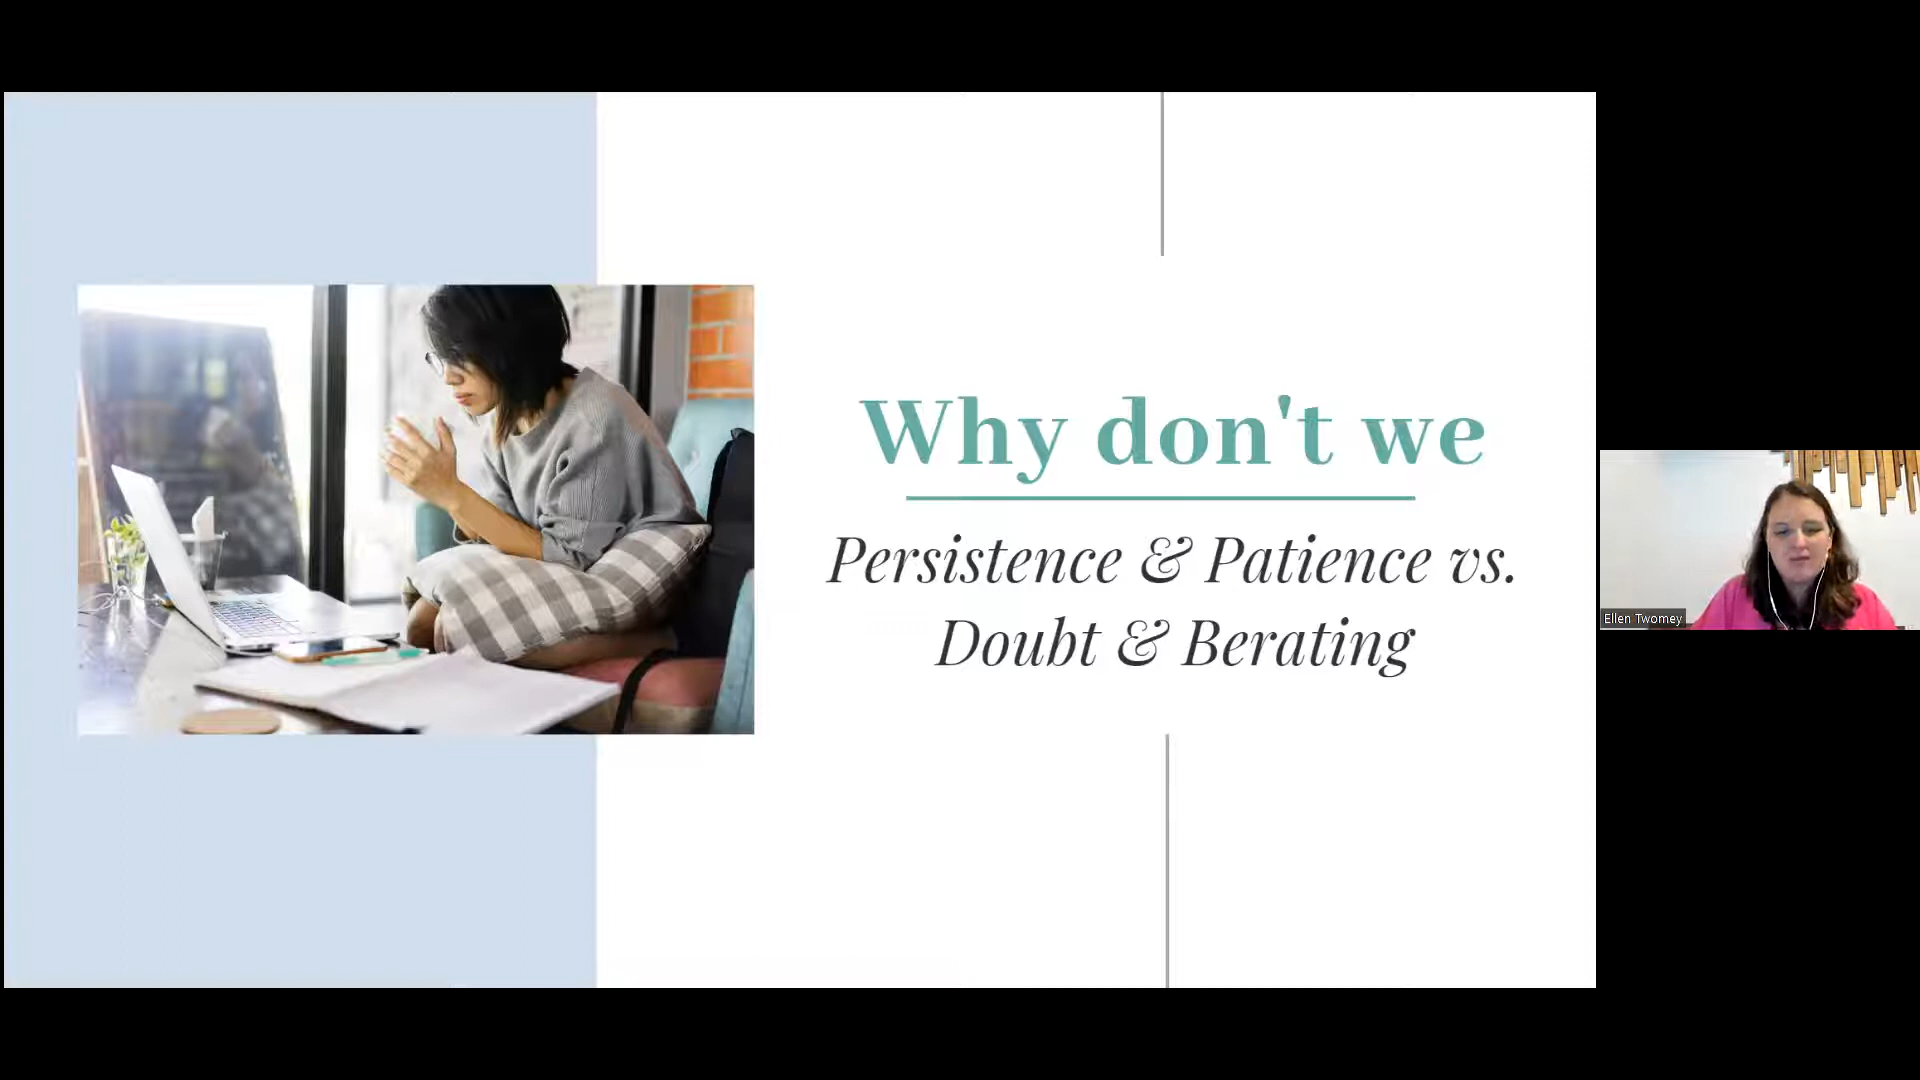 Why don't we
Persistence & Patience vs.
Doubt & Berating
Ellen Twomey